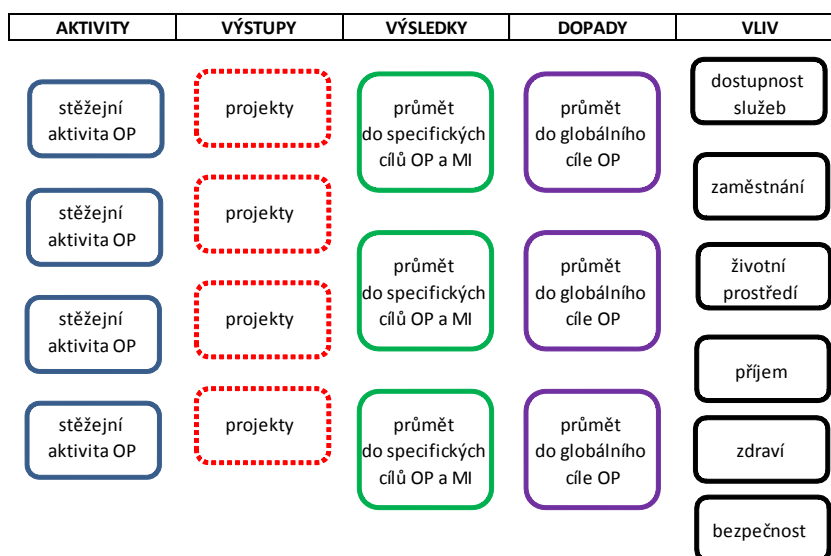 AKTIVITY
VÝSTUPY
VÝSLEDKY
DOPADY
VLIV
stěžejní
aktivita OP
stěžejní
aktivita OP
stěžejní
aktivita OP
stěžejní
aktivita OP
projekty
projekty
projekty
projekty
průmět
do specifických
cílů OP a MI
průmět
do specifických
cílů OP a MI
průmět
do specifických
cílů OP a MI
průmět
do globálního
cíle OP
průmět
do globálního
cíle OP
průmět
do globálního
cíle OP
dostupnost
služeb
zaměstnání
životní
prostředí
příjem
zdraví
bezpečnost